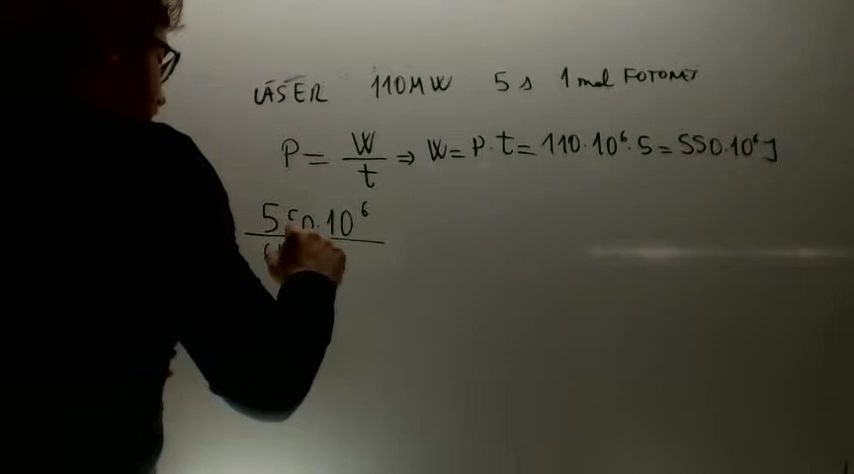 LÁSER 110MW 5 s 1 mol FOTONES
P = W/t ⇒ W = P·t = 110·10⁶·5 = 550·10⁶ J
550·10⁶